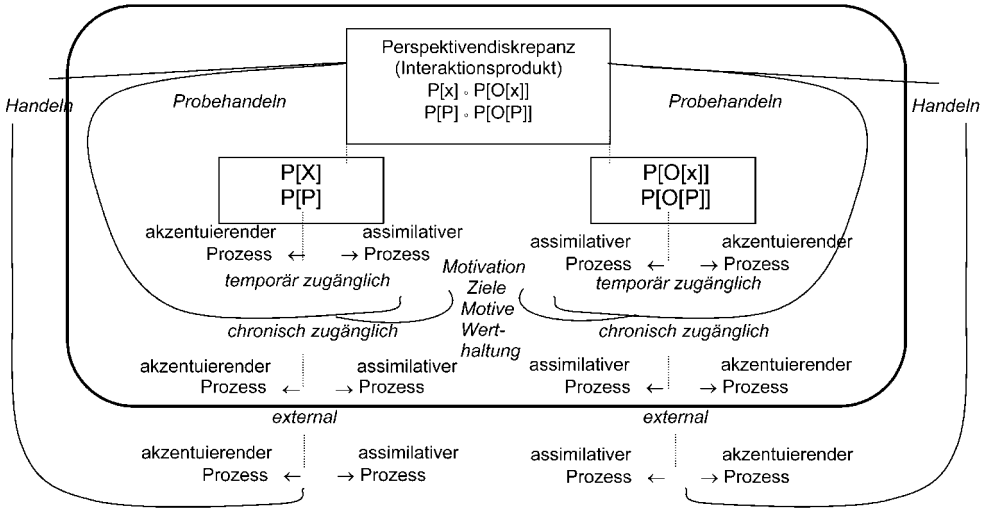 Perspektivendiskrepanz
(Interaktionsprodukt)
P[x] ◦ P[O[x]]
P[P] ◦ P[O[P]]
Handeln
Probehandeln
Probehandeln
Handeln
P[X]
P[P]
P[O[x]]
P[O[P]]
akzentuierender
Prozess ←
assimilativer
→ Prozess
temporär zugänglich
assimilativer
Prozess ←
akzentuierender
→ Prozess
temporär zugänglich
Motivation
Ziele
Motive
Wert-
haltung
chronisch zugänglich
chronisch zugänglich
akzentuierender
Prozess ←
assimilativer
→ Prozess
assimilativer
Prozess ←
akzentuierender
→ Prozess
external
external
akzentuierender
Prozess ←
assimilativer
→ Prozess
assimilativer
Prozess ←
akzentuierender
→ Prozess